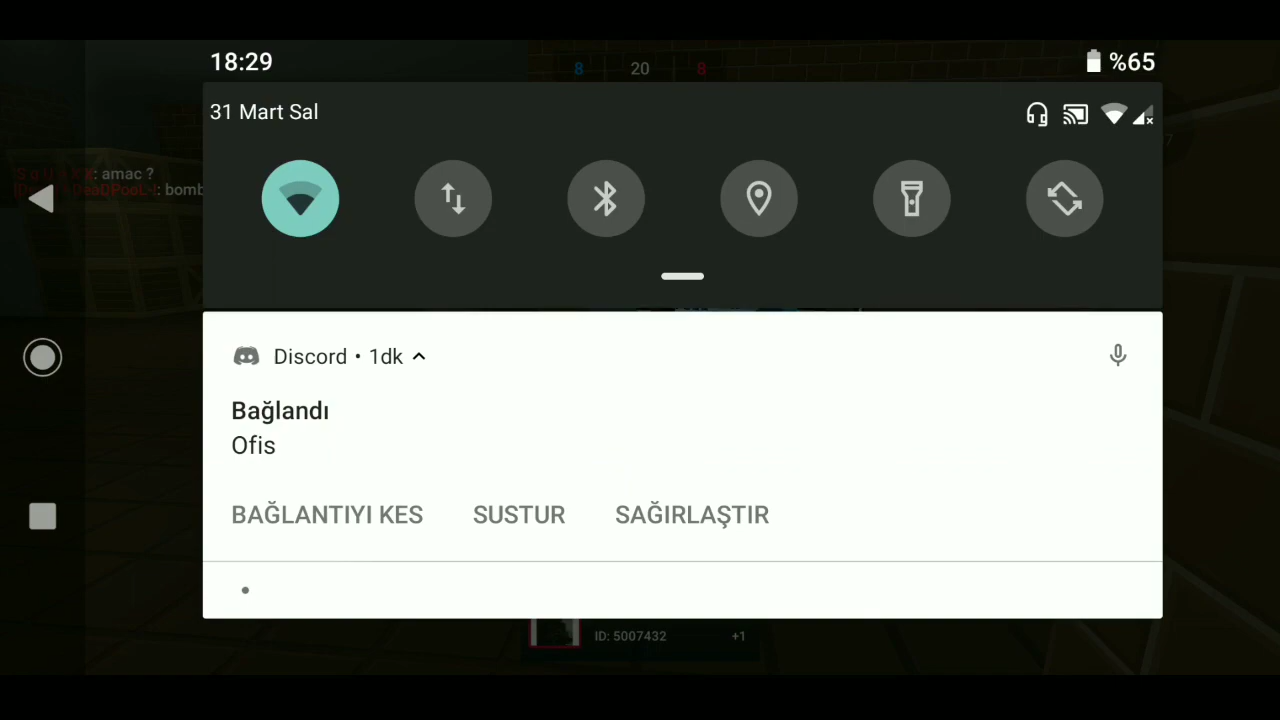 18:29
%65
8 20 8
31 Mart Sal
: amac ?
]: bomb
Discord • 1dk
Bağlandı
Ofis
BAĞLANTIYI KES SUSTUR SAĞIRLAŞTIR
ID: 5007432 +1